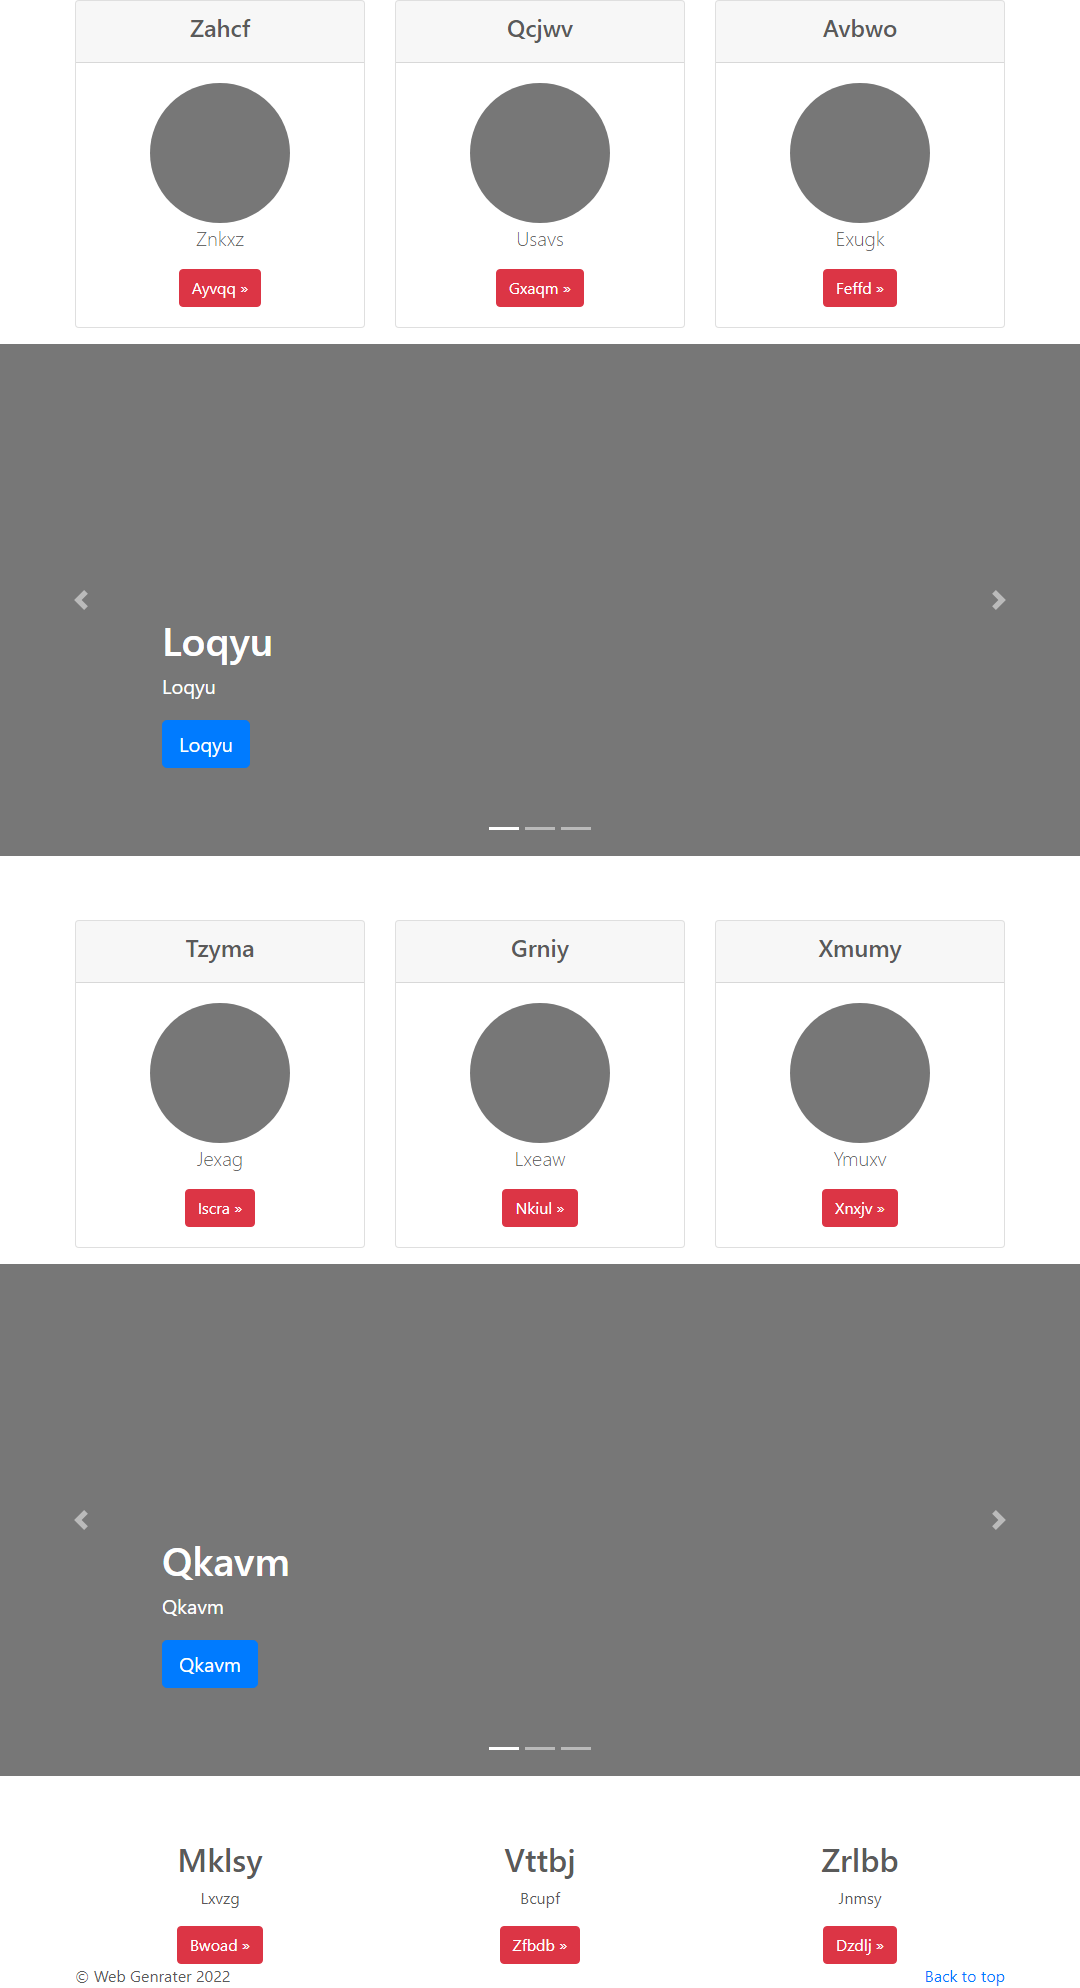 Zahcf
Qcjwv
Avbwo
Znkxz
Usavs
Exugk
Ayvqq »
Gxaqm »
Feffd »
Loqyu
Loqyu
Loqyu
Tzyma
Grniy
Xmumy
Jexag
Lxeaw
Ymuxv
Iscra »
Nkiul »
Xnxjv »
Qkavm
Qkavm
Qkavm
Mklsy
Vttbj
Zrlbb
Lxvzg
Bcupf
Jnmsy
Bwoad »
Zfbdb »
Dzdlj »
© Web Genrater 2022
Back to top